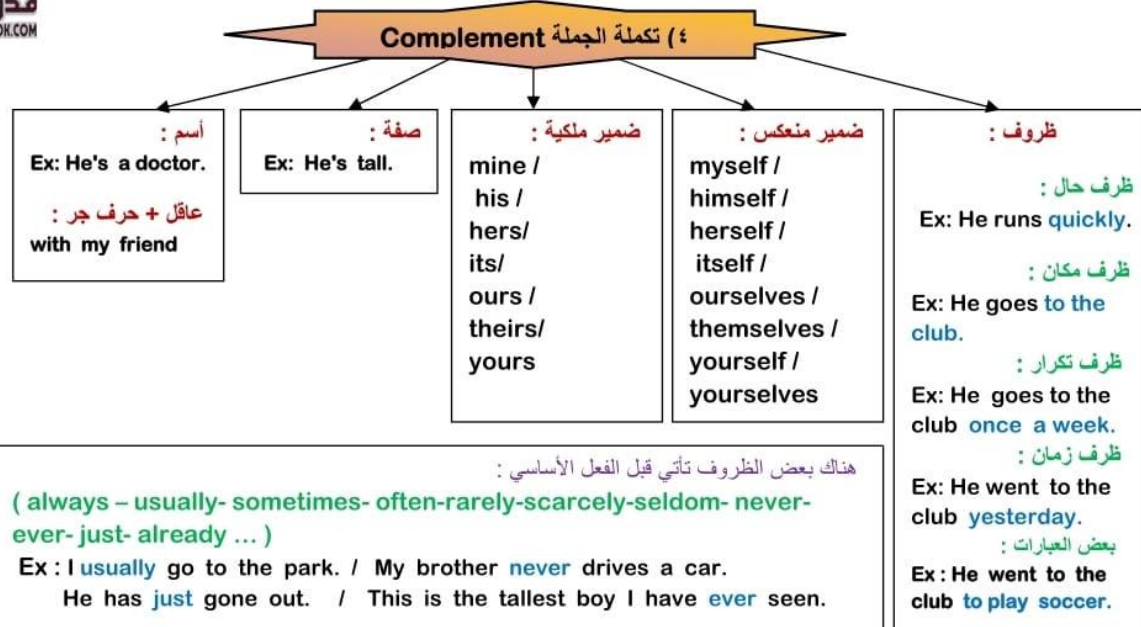 OK.COM
٤) تكملة الجملة Complement
أسم :
Ex: He's a doctor.
عاقل + حرف جر :
with my friend
صفة :
Ex: He's tall.
ضمير ملكية :
mine /
his /
hers/
its/
ours /
theirs/
yours
ضمير منعكس :
myself /
himself /
herself /
itself /
ourselves /
themselves /
yourself /
yourselves
ظروف :
ظرف حال :
Ex: He runs quickly.
ظرف مكان :
Ex: He goes to the
club.
ظرف تكرار :
Ex: He goes to the
club once a week.
ظرف زمان :
Ex: He went to the
club yesterday.
بعض العبارات :
Ex : He went to the
club to play soccer.
هناك بعض الظروف تأتي قبل الفعل الأساسي :
( always – usually- sometimes- often-rarely-scarcely-seldom- never-
ever- just- already ... )
Ex : I usually go to the park. / My brother never drives a car.
He has just gone out. / This is the tallest boy I have ever seen.